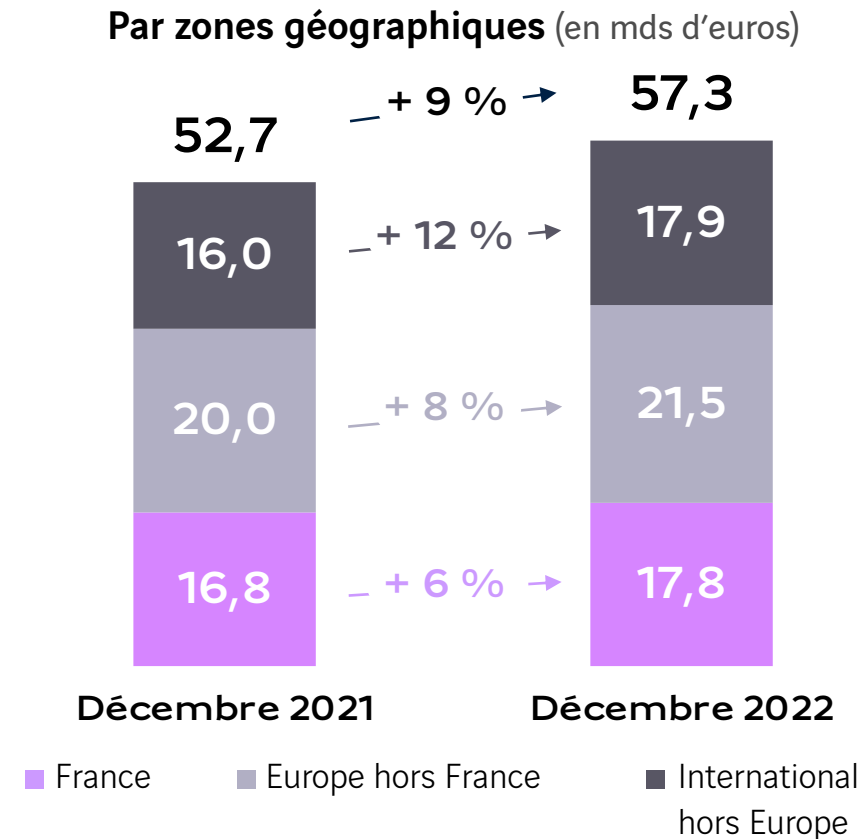 Par zones géographiques (en mds d’euros)
52,7
+ 9 %
57,3
16,0
+ 12 %
17,9
20,0
+ 8 %
21,5
16,8
+ 6 %
17,8
Décembre 2021
Décembre 2022
France
Europe hors France
International
hors Europe